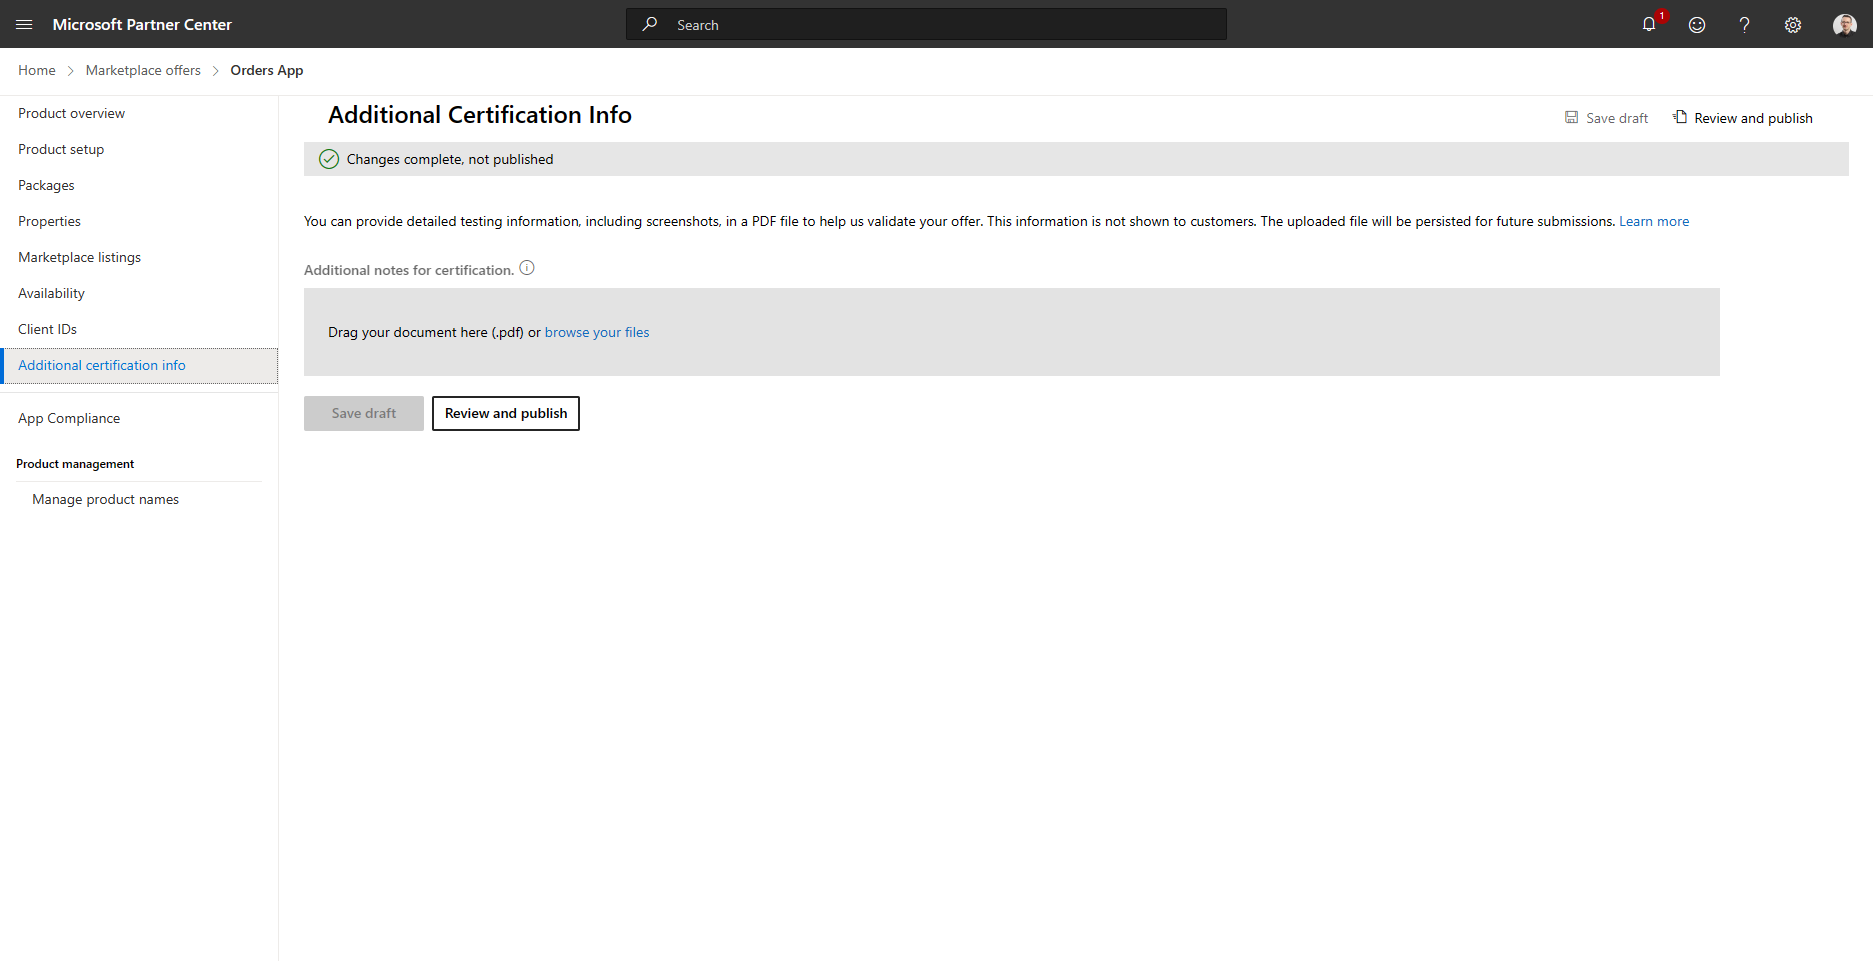 Microsoft Partner Center
Search
1
Home
Marketplace offers
Orders App
Product overview
Product setup
Packages
Properties
Marketplace listings
Availability
Client IDs
Additional certification info
App Compliance
Product management
Manage product names
Additional Certification Info
Save draft
Review and publish
Changes complete, not published
You can provide detailed testing information, including screenshots, in a PDF file to help us validate your offer. This information is not shown to customers. The uploaded file will be persisted for future submissions. Learn more
Additional notes for certification.
Drag your document here (.pdf) or browse your files
Save draft
Review and publish